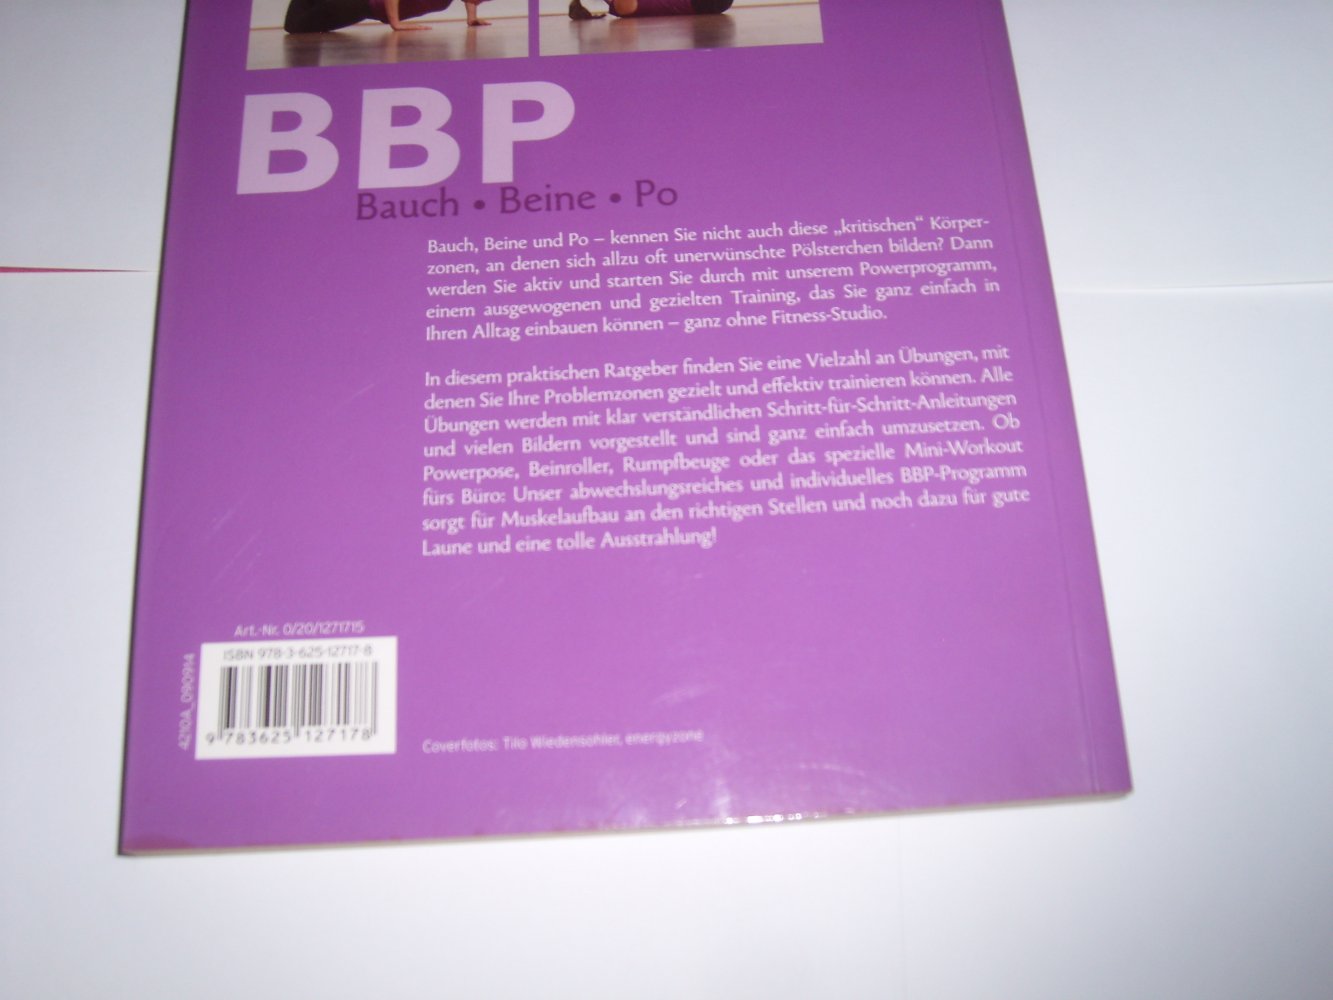 BBP
Bauch • Beine • Po
Bauch, Beine und Po – kennen Sie nicht auch diese „kritischen“ Körper-
zonen, an denen sich allzu oft unerwünschte Pölsterchen bilden? Dann
werden Sie aktiv und starten Sie durch mit unserem Powerprogramm,
einem ausgewogenen und gezielten Training, das Sie ganz einfach in
Ihren Alltag einbauen können – ganz ohne Fitness-Studio.
In diesem praktischen Ratgeber finden Sie eine Vielzahl an Übungen, mit
denen Sie Ihre Problemzonen gezielt und effektiv trainieren können. Alle
Übungen werden mit klar verständlichen Schritt-für-Schritt-Anleitungen
und vielen Bildern vorgestellt und sind ganz einfach umzusetzen. Ob
Powerpose, Beinroller, Rumpfbeuge oder das spezielle Mini-Workout
fürs Büro: Unser abwechslungsreiches und individuelles BBP-Programm
sorgt für Muskelaufbau an den richtigen Stellen und noch dazu für gute
Laune und eine tolle Ausstrahlung!
Art.-Nr. 0/20/1271715
ISBN 978-3-625-12717-8
9 783625 127178
4210A_090914
Coverfotos: Tilo Wiedensohler, energyzone